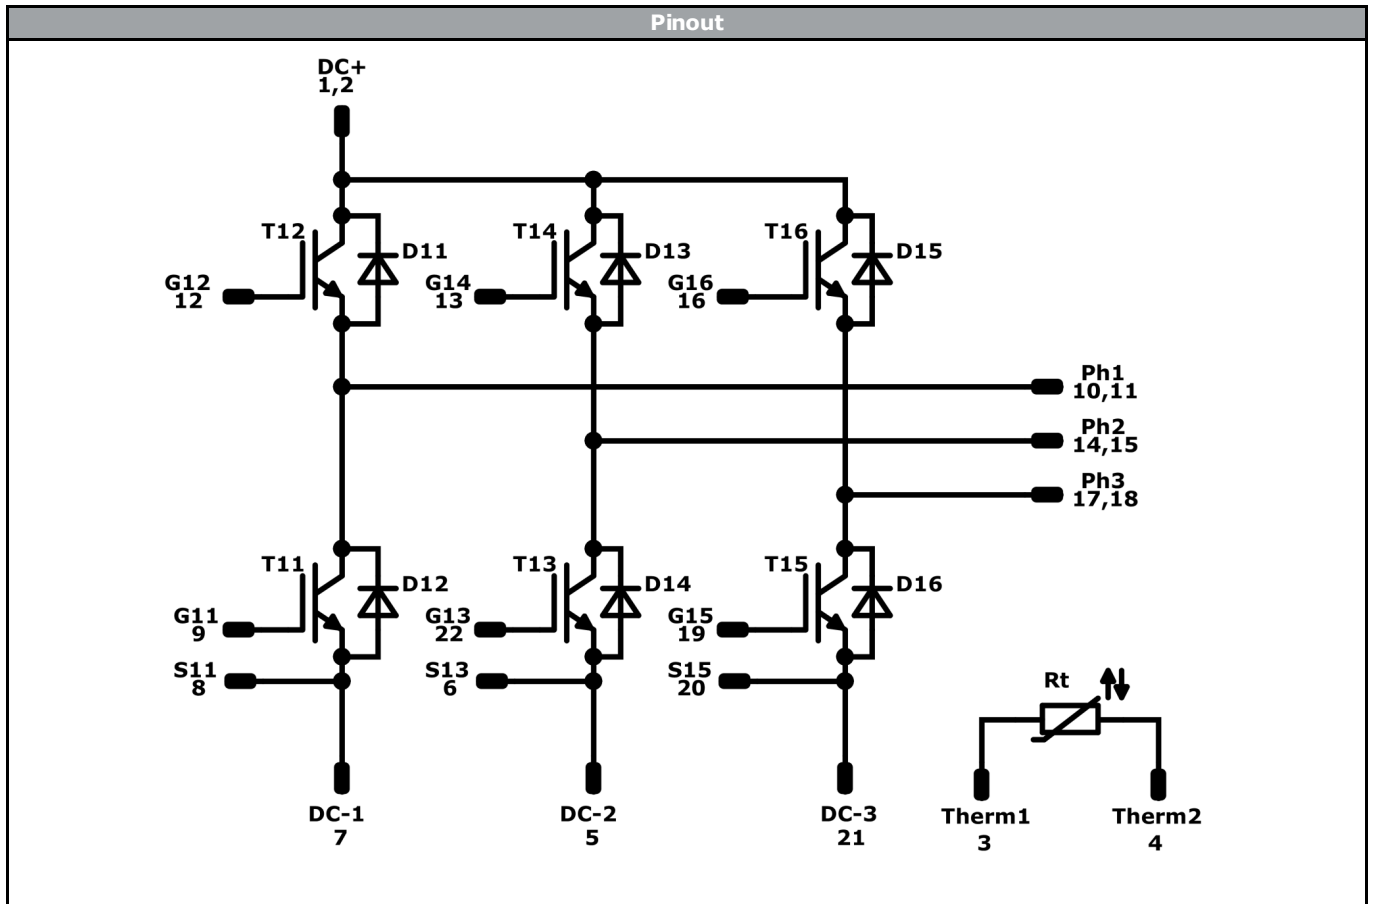 Pinout
DC+
1,2
T12
D11
T14
D13
T16
D15
G12
12
G14
13
G16
16
Ph1
10,11
Ph2
14,15
Ph3
17,18
T11
D12
T13
D14
T15
D16
G11
9
G13
22
G15
19
S11
8
S13
6
S15
20
Rt
DC-1
7
DC-2
5
DC-3
21
Therm1
3
Therm2
4